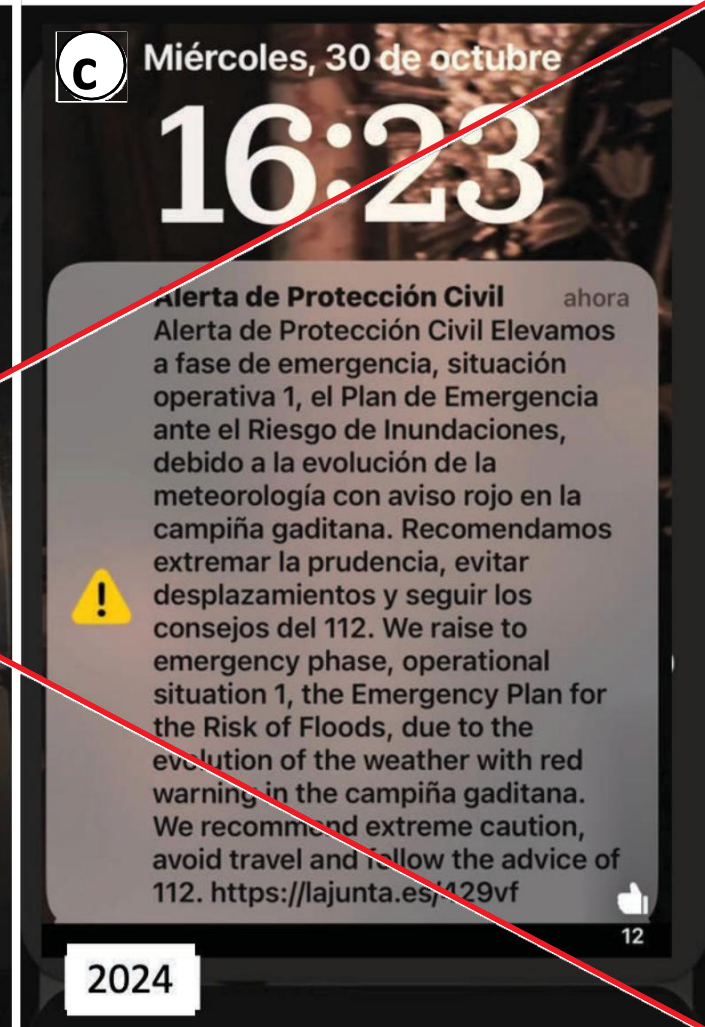 C
Miércoles, 30 de octubre
16:23
Alerta de Protección Civil ahora
Alerta de Protección Civil Elevamos
a fase de emergencia, situación
operativa 1, el Plan de Emergencia
ante el Riesgo de Inundaciones,
debido a la evolución de la
meteorología con aviso rojo en la
campiña gaditana. Recomendamos
extremar la prudencia, evitar
desplazamientos y seguir los
consejos del 112. We raise to
emergency phase, operational
situation 1, the Emergency Plan for
the Risk of Floods, due to the
evolution of the weather with red
warning in the campiña gaditana.
We recommend extreme caution,
avoid travel and follow the advice of
112. https://lajunta.es/429vf
12
2024